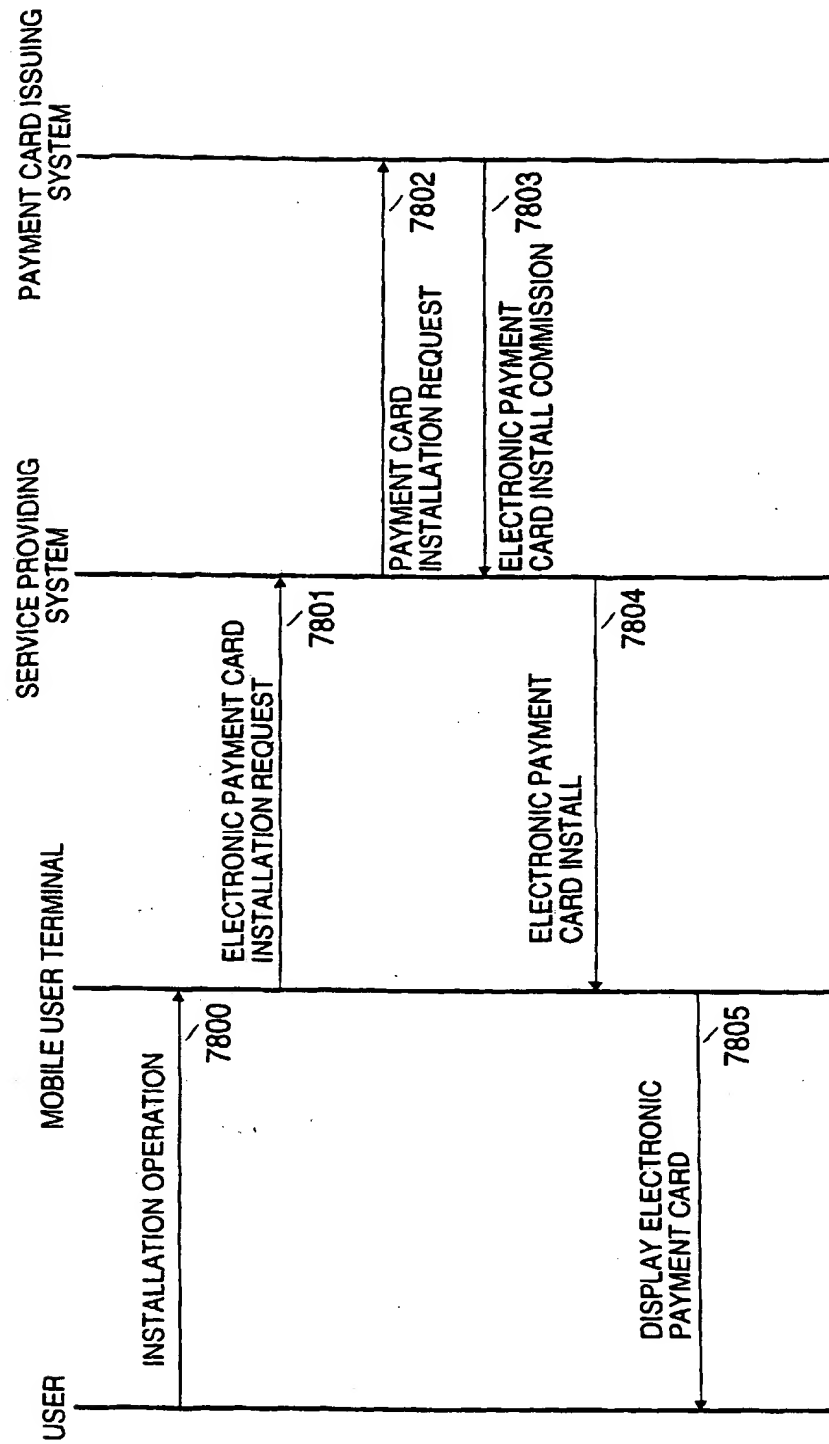 USER
MOBILE USER TERMINAL
SERVICE PROVIDING
SYSTEM
PAYMENT CARD ISSUING
SYSTEM
INSTALLATION OPERATION
7800
ELECTRONIC PAYMENT CARD
INSTALLATION REQUEST
7801
PAYMENT CARD
INSTALLATION REQUEST
7802
ELECTRONIC PAYMENT
CARD INSTALL COMMISSION
7803
ELECTRONIC PAYMENT
CARD INSTALL
7804
DISPLAY ELECTRONIC
PAYMENT CARD
7805